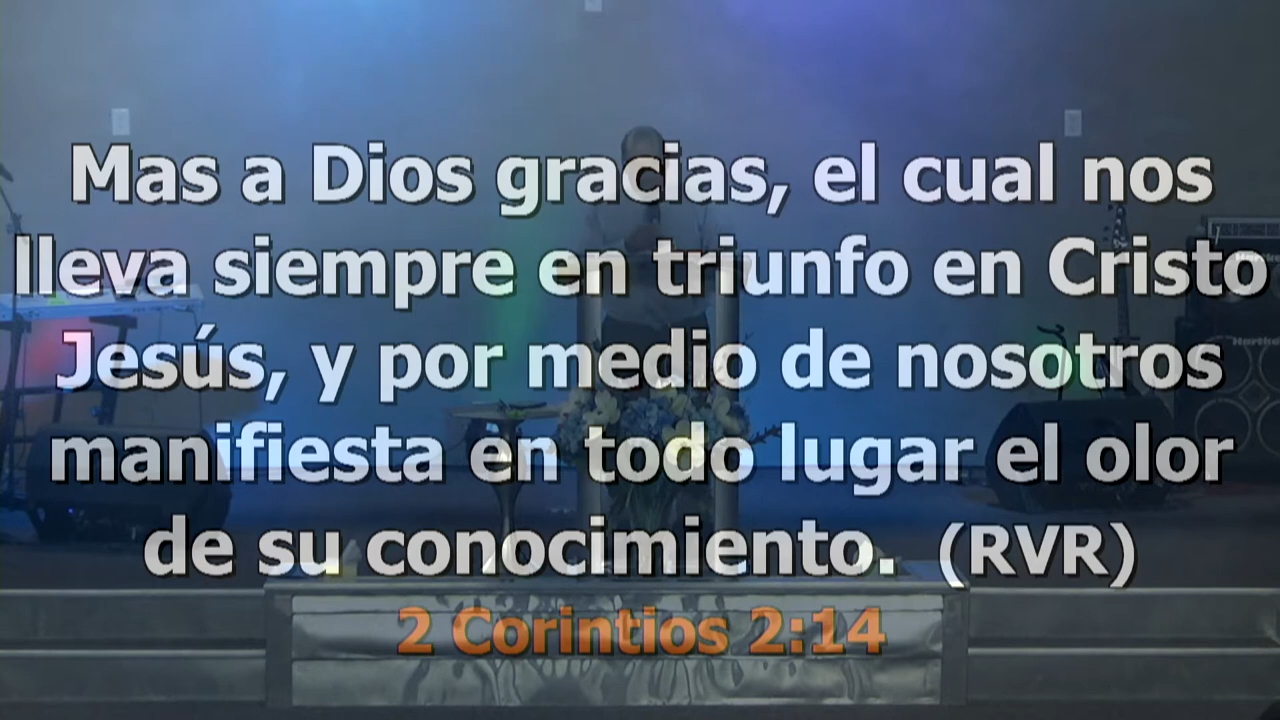 Mas a Dios gracias, el cual nos
lleva siempre en triunfo en Cristo
Jesús, y por medio de nosotros
manifiesta en todo lugar el olor
de su conocimiento. (RVR)
2 Corintios 2:14